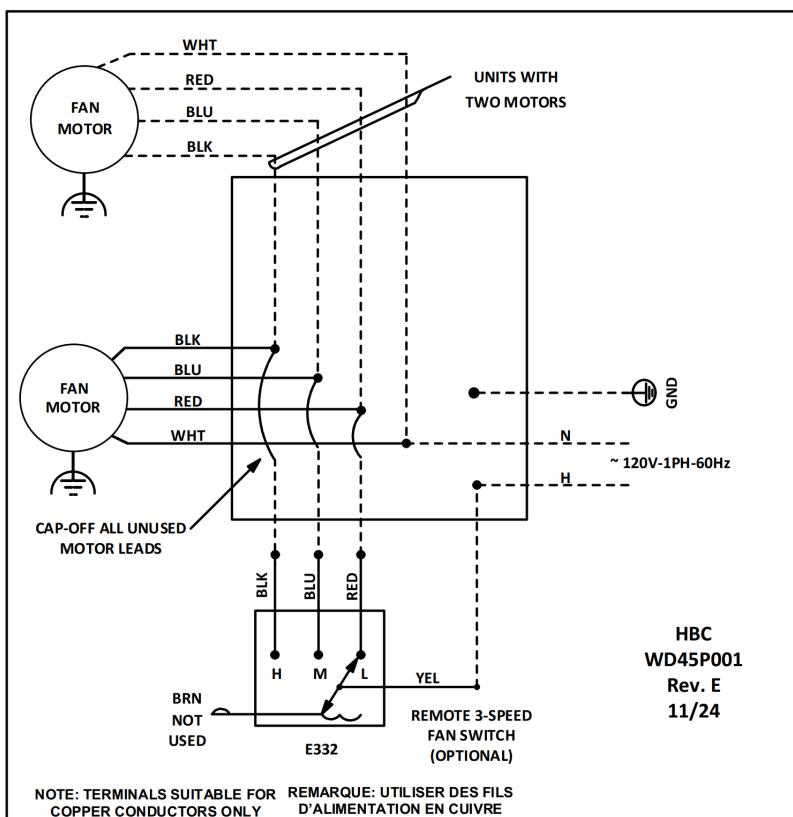 WHT
RED
BLU
BLK
FAN
MOTOR
UNITS WITH
TWO MOTORS
BLK
BLU
RED
WHT
FAN
MOTOR
GND
N
~ 120V-1PH-60Hz
H
CAP-OFF ALL UNUSED
MOTOR LEADS
BLK
BLU
RED
H M L
YEL
BRN
NOT
USED
E332
REMOTE 3-SPEED
FAN SWITCH
(OPTIONAL)
HBC
WD45P001
Rev. E
11/24
NOTE: TERMINALS SUITABLE FOR
COPPER CONDUCTORS ONLY
REMARQUE: UTILISER DES FILS
D'ALIMENTATION EN CUIVRE